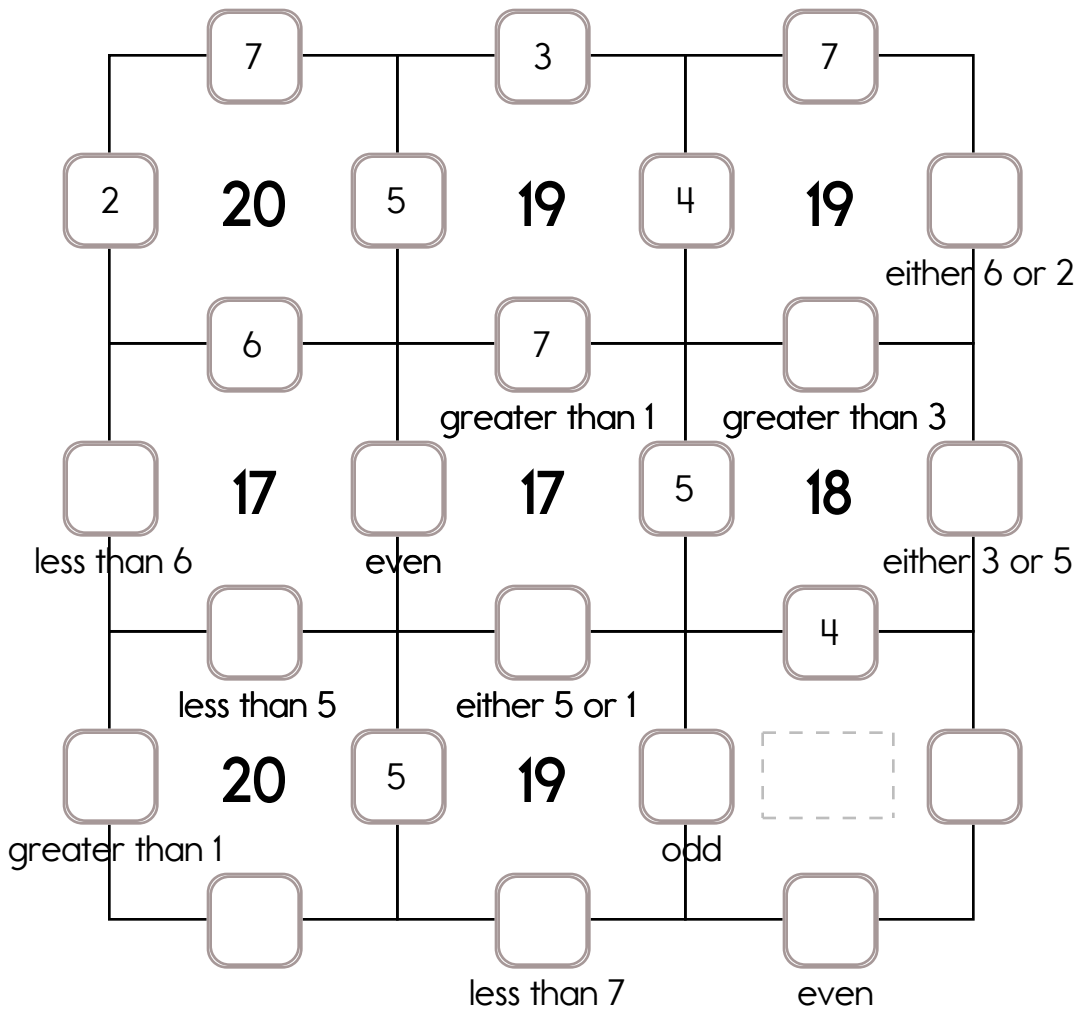 7 3 7
2 20 5 19 4 19
either 6 or 2
6 7
greater than 1 greater than 3
17 17 5 18
less than 6 even either 3 or 5
4
less than 5 either 5 or 1
20 5 19
greater than 1 odd
less than 7 even